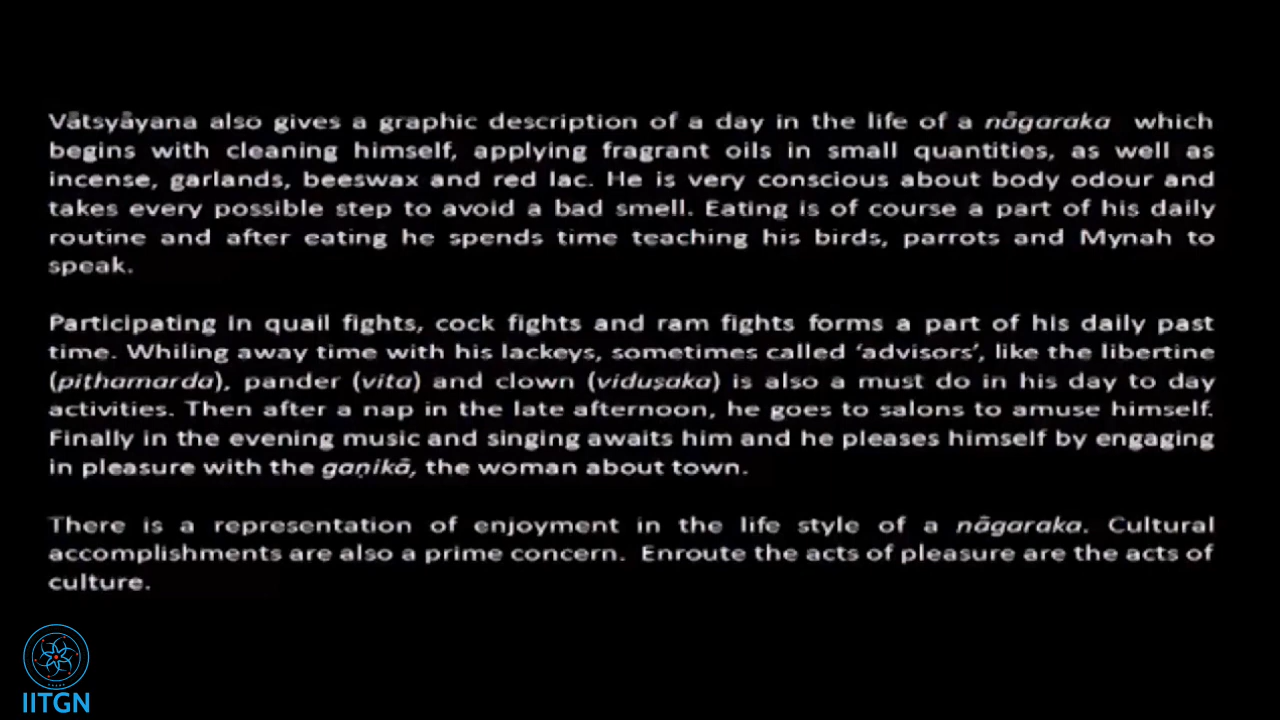 Vātsyāyana also gives a graphic description of a day in the life of a nāgaraka which
begins with cleaning himself, applying fragrant oils in small quantities, as well as
incense, garlands, beeswax and red lac. He is very conscious about body odour and
takes every possible step to avoid a bad smell. Eating is of course a part of his daily
routine and after eating he spends time teaching his birds, parrots and Mynah to
speak.
Participating in quail fights, cock fights and ram fights forms a part of his daily past
time. Whiling away time with his lackeys, sometimes called ‘advisors’, like the libertine
(pithamarda), pander (vita) and clown (viduṣaka) is also a must do in his day to day
activities. Then after a nap in the late afternoon, he goes to salons to amuse himself.
Finally in the evening music and singing awaits him and he pleases himself by engaging
in pleasure with the gaṇikā, the woman about town.
There is a representation of enjoyment in the life style of a nāgaraka. Cultural
accomplishments are also a prime concern. Enroute the acts of pleasure are the acts of
culture.
IITGN